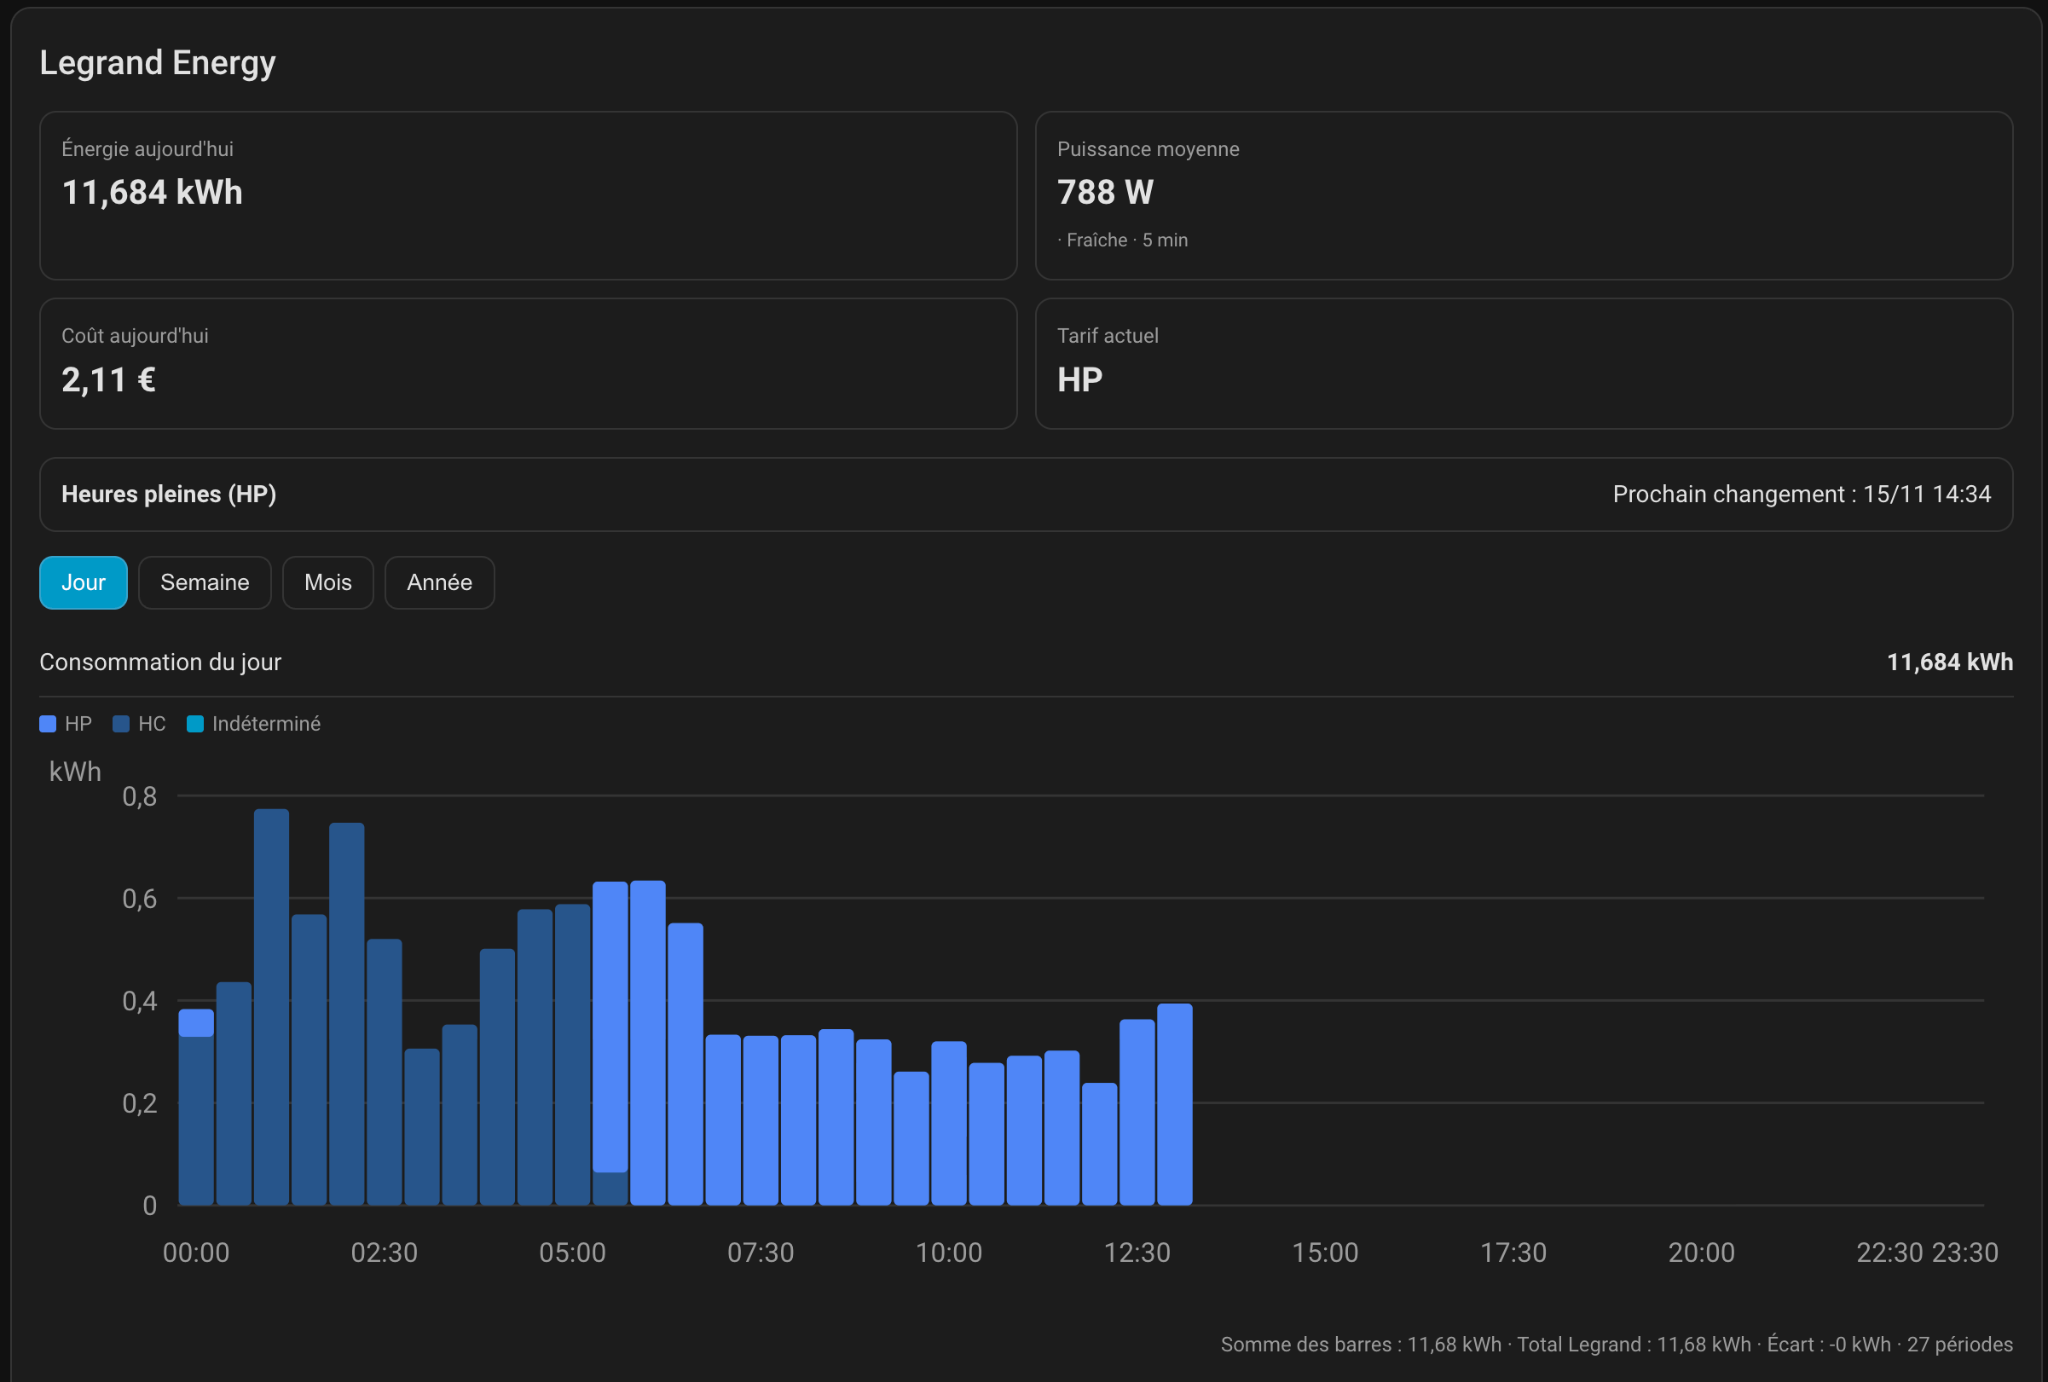 Legrand Energy
Énergie aujourd'hui
11,684 kWh
Puissance moyenne
788 W
· Fraîche · 5 min
Coût aujourd'hui
2,11 €
Tarif actuel
HP
Heures pleines (HP)
Prochain changement : 15/11 14:34
Jour
Semaine
Mois
Année
Consommation du jour
11,684 kWh
HP
HC
Indéterminé
kWh
0,8
0,6
0,4
0,2
0
00:00
02:30
05:00
07:30
10:00
12:30
15:00
17:30
20:00
22:30
23:30
Somme des barres : 11,68 kWh · Total Legrand : 11,68 kWh · Écart : -0 kWh · 27 périodes